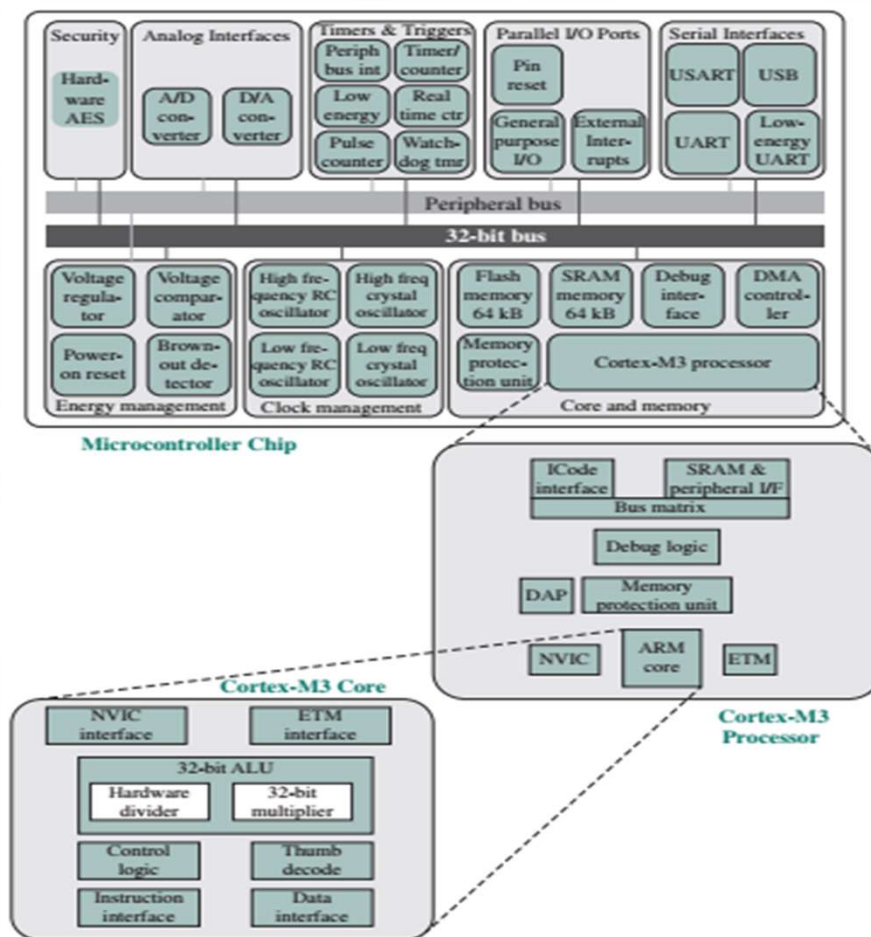 Security
Analog Interfaces
Timers & Triggers
Parallel I/O Ports
Serial Interfaces
Hard-
ware
AES
A/D
con-
verter
D/A
con-
verter
Periph
bus int
Timer/
counter
Low
energy
Real
time ctr
Pulse
counter
Watch-
dog tmr
Pin
reset
General
purpose
I/O
External
Inter-
rupts
USART
USB
UART
Low-
energy
UART
Peripheral bus
32-bit bus
Voltage
regula-
tor
Voltage
compar-
ator
Power-
on reset
Brown-
out de-
tector
Energy management
High fre-
quency RC
oscillator
High freq
crystal
oscillator
Low fre-
quency RC
oscillator
Low freq
crystal
oscillator
Clock management
Flash
memory
64 kB
SRAM
memory
64 kB
Debug
inter-
face
DMA
control-
ler
Memory
protec-
tion unit
Cortex-M3 processor
Core and memory
Microcontroller Chip
ICode
interface
SRAM &
peripheral I/F
Bus matrix
Debug logic
DAP
Memory
protection unit
NVIC
ARM
core
ETM
Cortex-M3
Processor
Cortex-M3 Core
NVIC
interface
ETM
interface
32-bit ALU
Hardware
divider
32-bit
multiplier
Control
logic
Thumb
decode
Instruction
interface
Data
interface